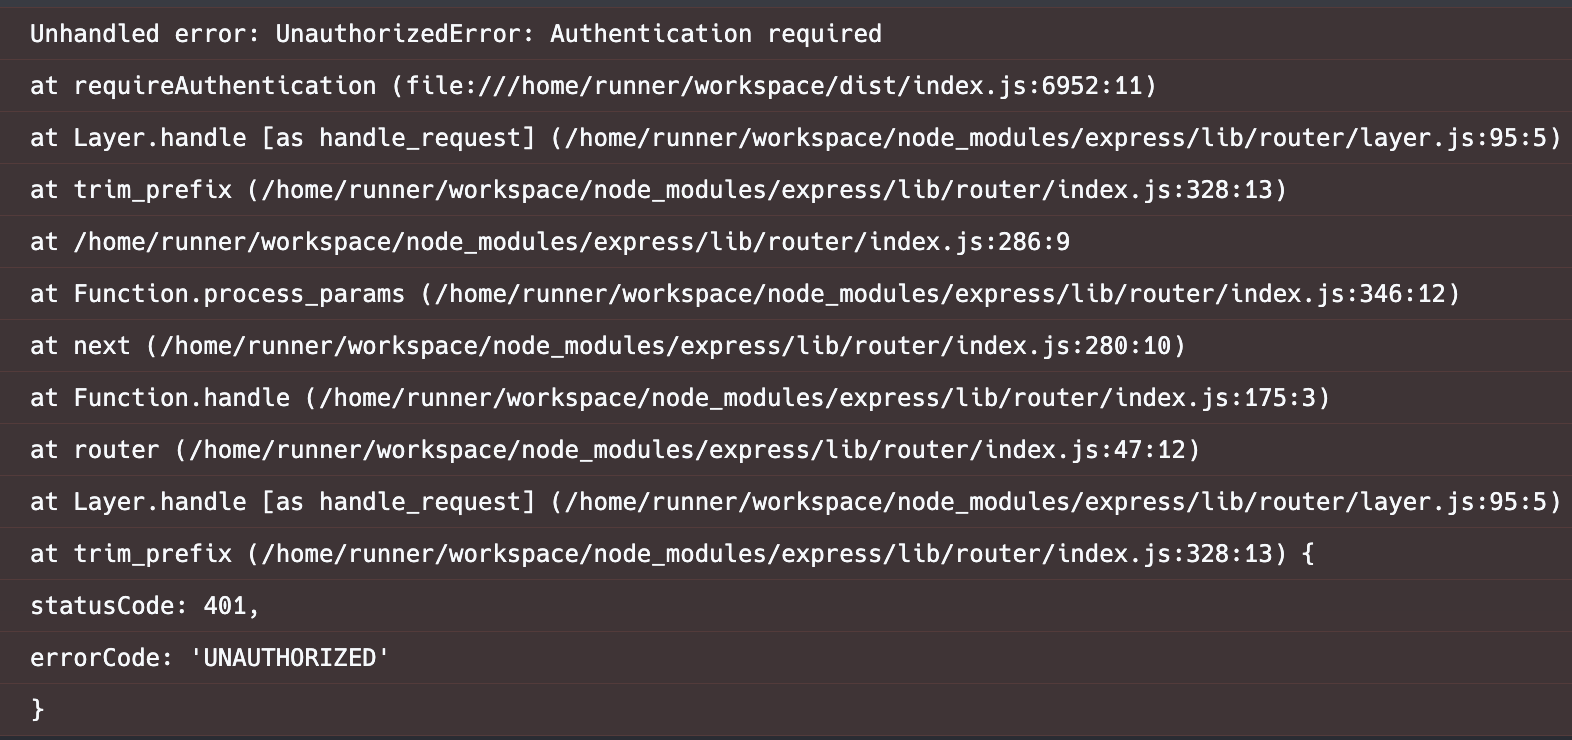 Unhandled error: UnauthorizedError: Authentication required
at requireAuthentication (file:///home/runner/workspace/dist/index.js:6952:11)
at Layer.handle [as handle_request] (/home/runner/workspace/node_modules/express/lib/router/layer.js:95:5)
at trim_prefix (/home/runner/workspace/node_modules/express/lib/router/index.js:328:13)
at /home/runner/workspace/node_modules/express/lib/router/index.js:286:9
at Function.process_params (/home/runner/workspace/node_modules/express/lib/router/index.js:346:12)
at next (/home/runner/workspace/node_modules/express/lib/router/index.js:280:10)
at Function.handle (/home/runner/workspace/node_modules/express/lib/router/index.js:175:3)
at router (/home/runner/workspace/node_modules/express/lib/router/index.js:47:12)
at Layer.handle [as handle_request] (/home/runner/workspace/node_modules/express/lib/router/layer.js:95:5)
at trim_prefix (/home/runner/workspace/node_modules/express/lib/router/index.js:328:13) {
statusCode: 401,
errorCode: 'UNAUTHORIZED'
}